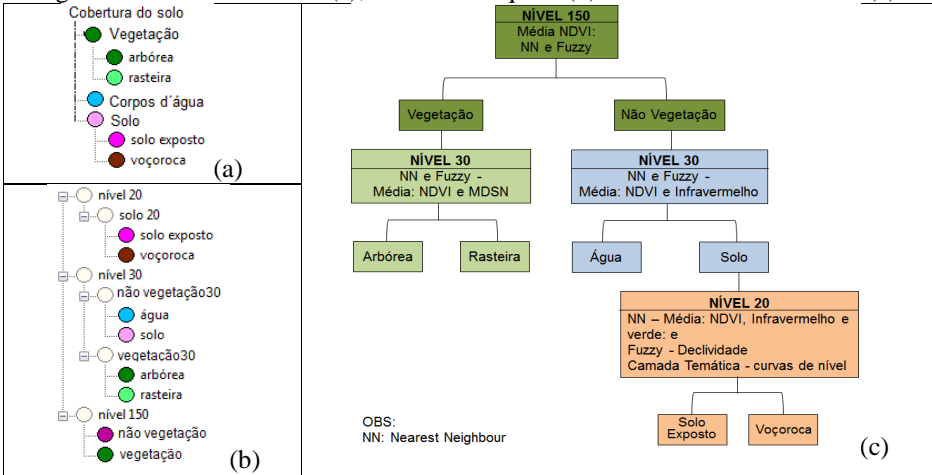 Cobertura do solo
Vegetação
arbórea
rasteira
Corpos d´água
Solo
solo exposto
voçoroca
(a)
nível 20
solo 20
solo exposto
voçoroca
nível 30
não vegetação30
água
solo
vegetação30
arbórea
rasteira
nível 150
não vegetação
vegetação
(b)
NÍVEL 150
Média NDVI:
NN e Fuzzy
Vegetação
Não Vegetação
NÍVEL 30
NN e Fuzzy -
Média: NDVI e MDSN
NÍVEL 30
NN e Fuzzy -
Média: NDVI e Infravermelho
Arbórea
Rasteira
Água
Solo
NÍVEL 20
NN – Média: NDVI, Infravermelho e
verde: e
Fuzzy - Declividade
Camada Temática - curvas de nível
Solo
Exposto
Voçoroca
OBS:
NN: Nearest Neighbour
(c)